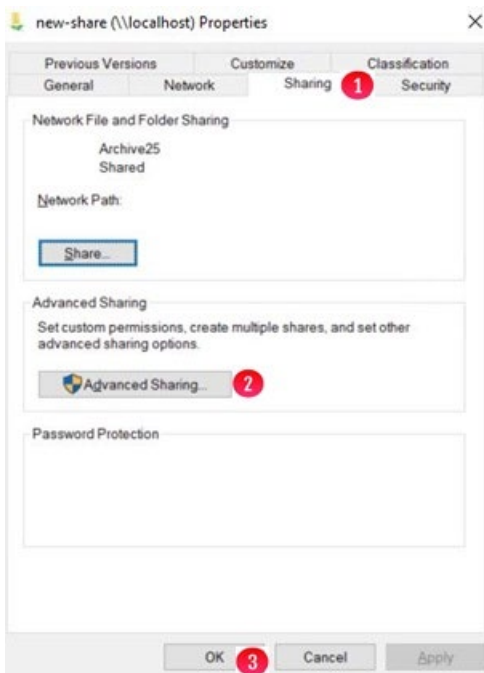 new-share (\\localhost) Properties
Previous Versions Customize Classification
General Network Sharing 1 Security
Network File and Folder Sharing
Archive25
Shared
Network Path:
Share...
Advanced Sharing
Set custom permissions, create multiple shares, and set other
advanced sharing options.
Advanced Sharing... 2
Password Protection
OK 3 Cancel Apply